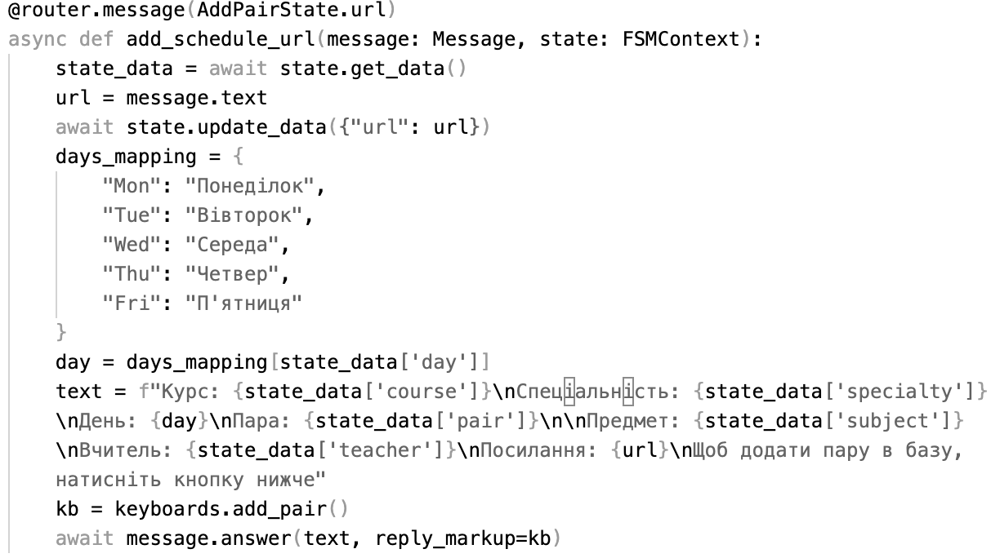 @router.message(AddPairState.url)
async def add_schedule_url(message: Message, state: FSMContext):
    state_data = await state.get_data()
    url = message.text
    await state.update_data({"url": url})
    days_mapping = {
        "Mon": "Понеділок",
        "Tue": "Вівторок",
        "Wed": "Середа",
        "Thu": "Четвер",
        "Fri": "П'ятниця"
    }
    day = days_mapping[state_data['day']]
    text = f"Курс: {state_data['course']}\nСпеціальність: {state_data['specialty']}
    \nДень: {day}\nПара: {state_data['pair']}\n\nПредмет: {state_data['subject']}
    \nВчитель: {state_data['teacher']}\nПосилання: {url}\nЩоб додати пару в базу,
    натисніть кнопку нижче"
    kb = keyboards.add_pair()
    await message.answer(text, reply_markup=kb)